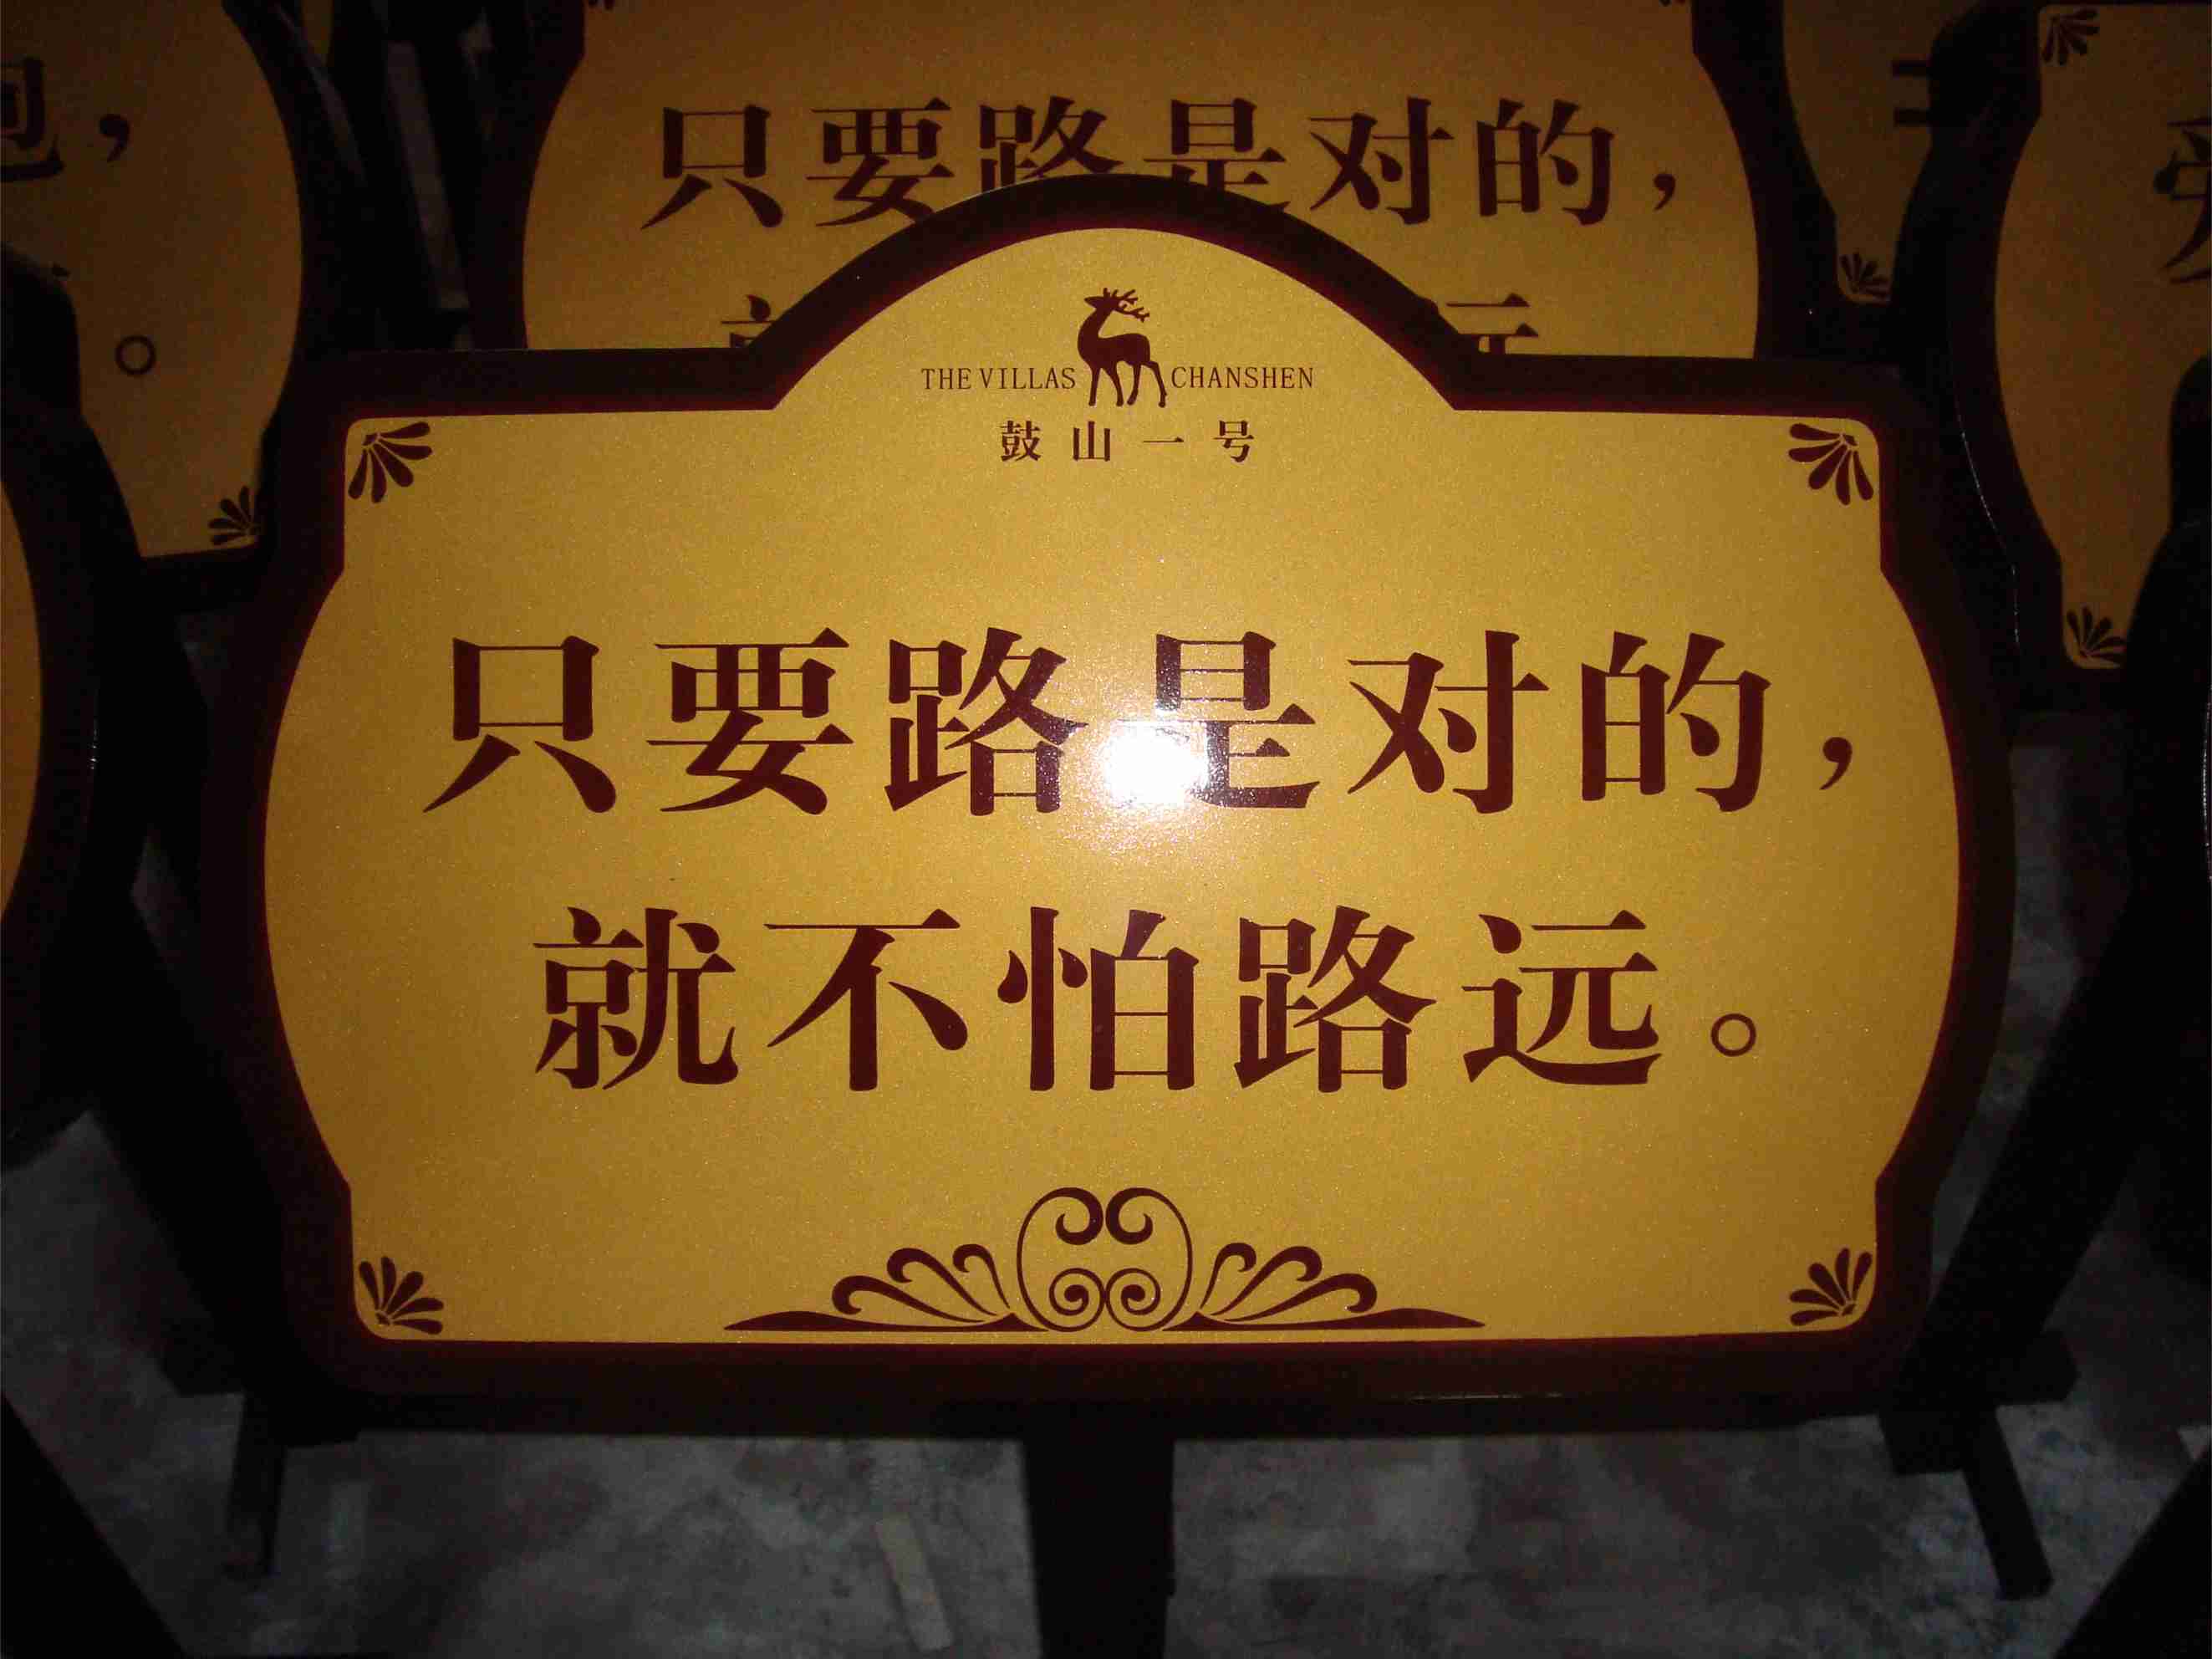 只要路是对的，
THE VILLAS CHANSHEN
鼓山一号
只要路是对的，
就不怕路远。